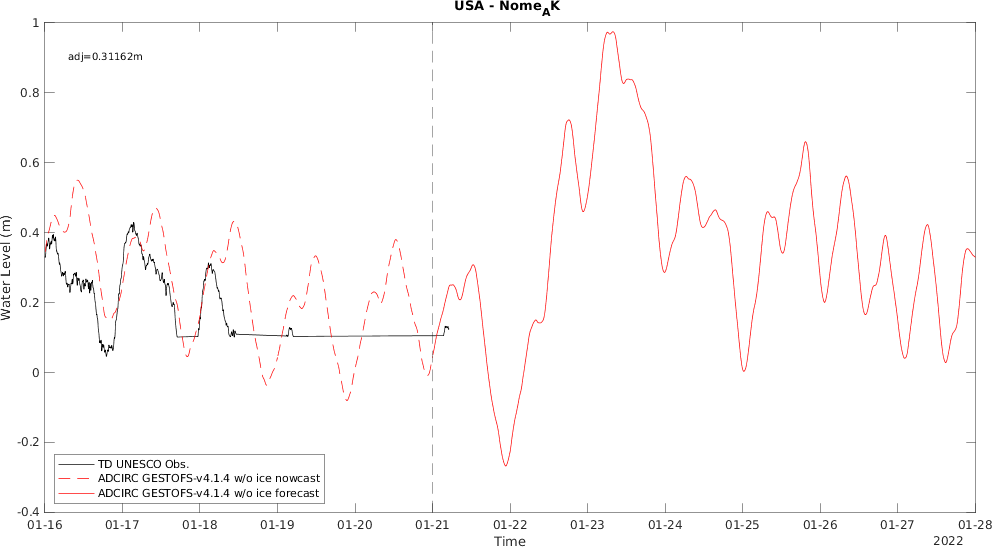 USA - Nome_AK
adj=0.31162m
1
0.8
0.6
0.4
0.2
0
-0.2
-0.4
Water Level (m)
TD UNESCO Obs.
ADCIRC GESTOFS-v4.1.4 w/o ice nowcast
ADCIRC GESTOFS-v4.1.4 w/o ice forecast
01-16 01-17 01-18 01-19 01-20 01-21 01-22 01-23 01-24 01-25 01-26 01-27 01-28
Time
2022